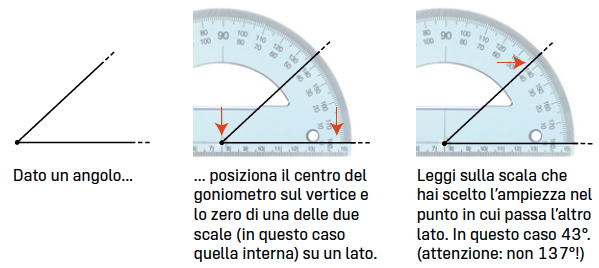 90
90
Dato un angolo...
... posiziona il centro del
goniometro sul vertice e
lo zero di una delle due
scale (in questo caso
quella interna) su un lato.
Leggi sulla scala che
hai scelto l'ampiezza nel
punto in cui passa l'altro
lato. In questo caso 43°.
(attenzione: non 137°!)